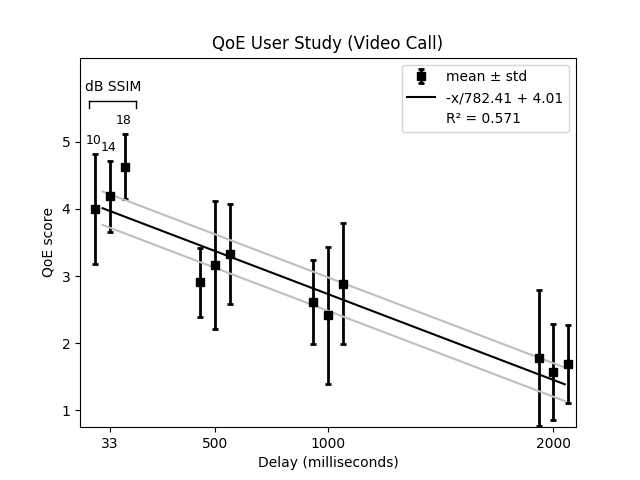 QoE User Study (Video Call)
dB SSIM
10
14
18
mean ± std
-x/782.41 + 4.01
R² = 0.571
QoE score
5
4
3
2
1
33
500
1000
2000
Delay (milliseconds)